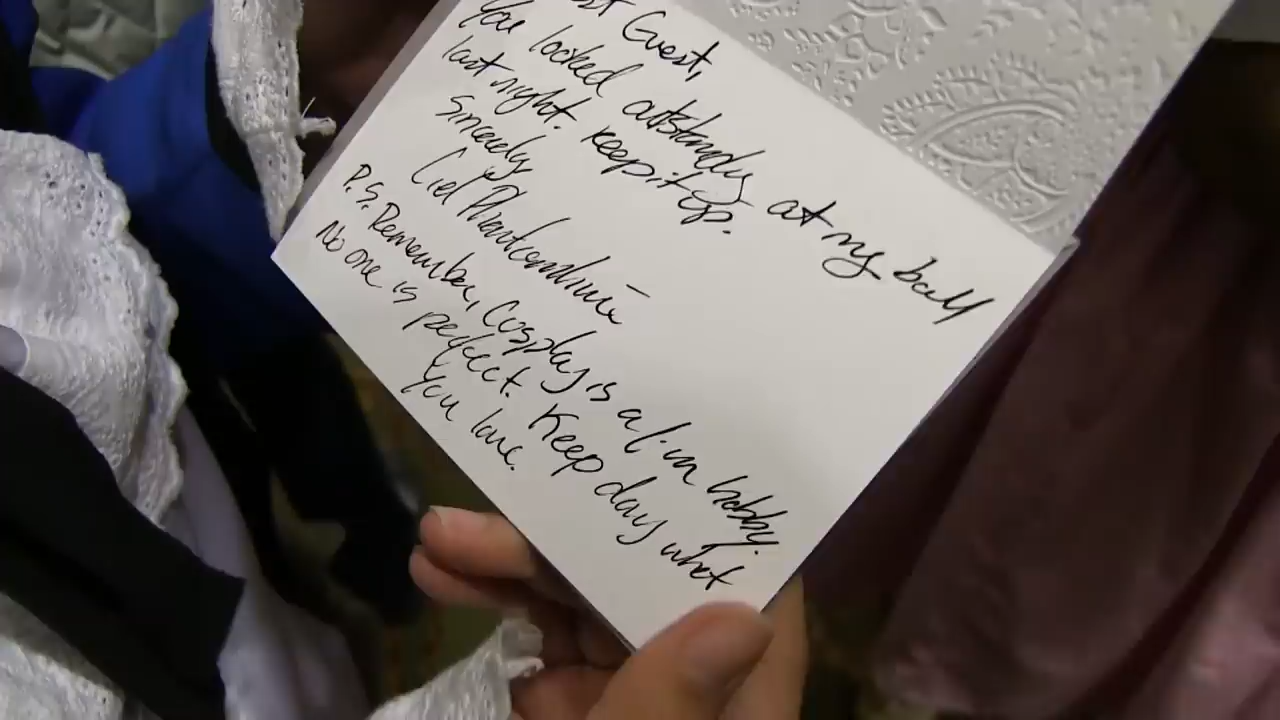 Guest,
You looked outstanding at my ball
last night. Keep it up.
Sincerely
Ciel Phantomhive
P.S. Remember, Cosplay is a fun hobby.
No one is perfect. Keep doing what
you love.